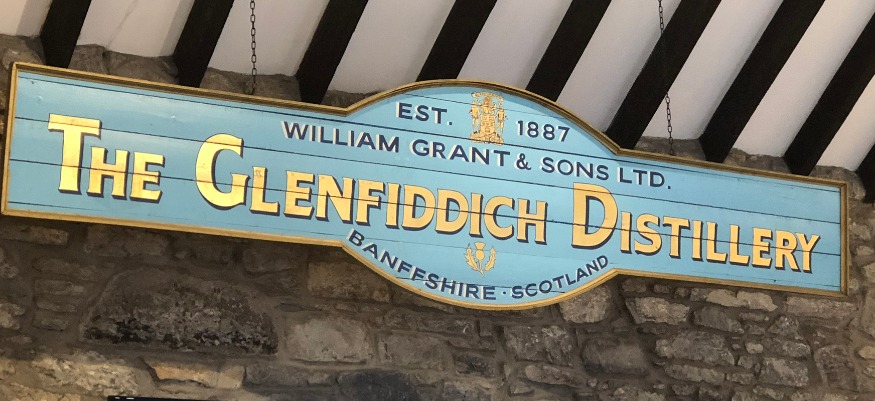 EST. 1887
WILLIAM GRANT & SONS LTD.
THE GLENFIDDICH DISTILLERY
BANFFSHIRE · SCOTLAND